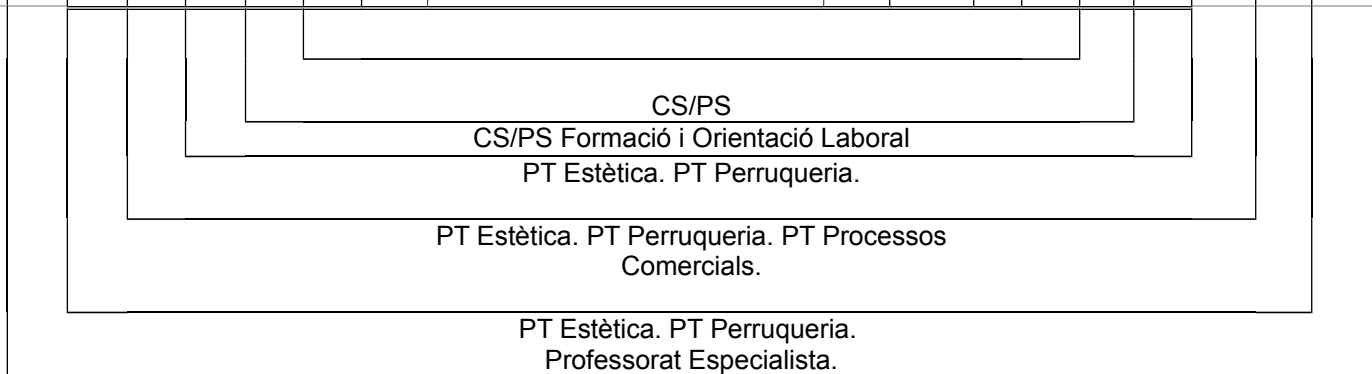 CS/PS
CS/PS Formació i Orientació Laboral
PT Estètica. PT Perruqueria.
PT Estètica. PT Perruqueria. PT Processos
Comercials.
PT Estètica. PT Perruqueria.
Professorat Especialista.